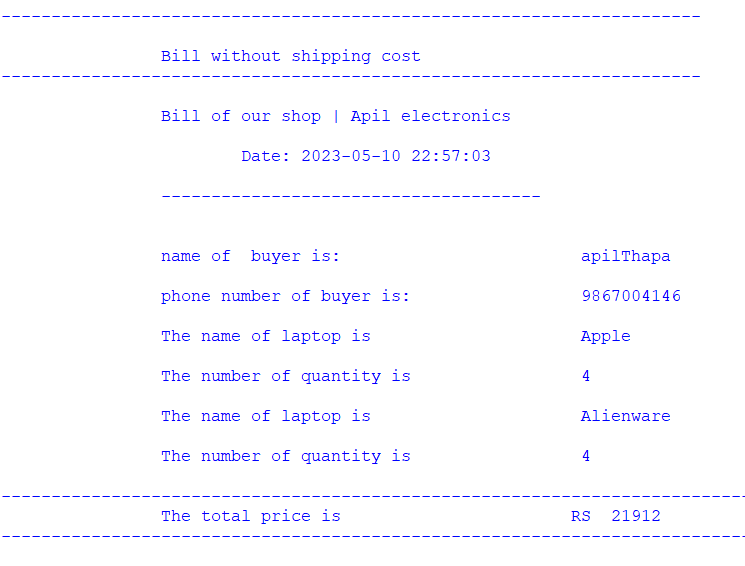 ----------------------------------------------------------------------
Bill without shipping cost
----------------------------------------------------------------------
Bill of our shop | Apil electronics
Date: 2023-05-10 22:57:03
--------------------------------------
name of  buyer is: apilThapa
phone number of buyer is: 9867004146
The name of laptop is Apple
The number of quantity is 4
The name of laptop is Alienware
The number of quantity is 4
---------------------------------------------------------------------------
The total price is RS  21912
---------------------------------------------------------------------------